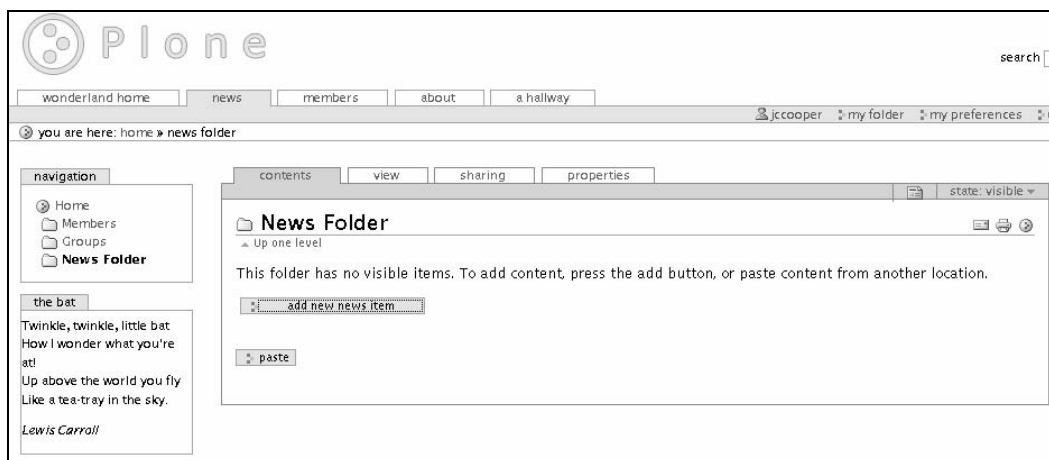 Plone
search
wonderland home news members about a hallway
jccooper my folder my preferences
you are here: home » news folder
navigation
Home
Members
Groups
News Folder
the bat
Twinkle, twinkle, little bat
How I wonder what you're
at!
Up above the world you fly
Like a tea-tray in the sky.
Lewis Carroll
contents view sharing properties
state: visible
News Folder
Up one level
This folder has no visible items. To add content, press the add button, or paste content from another location.
add new news item
paste